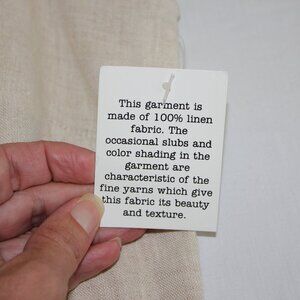 This garment is
made of 100% linen
fabric. The
occasional slubs and
color shading in the
garment are
characteristic of the
fine yarns which give
this fabric its beauty
and texture.